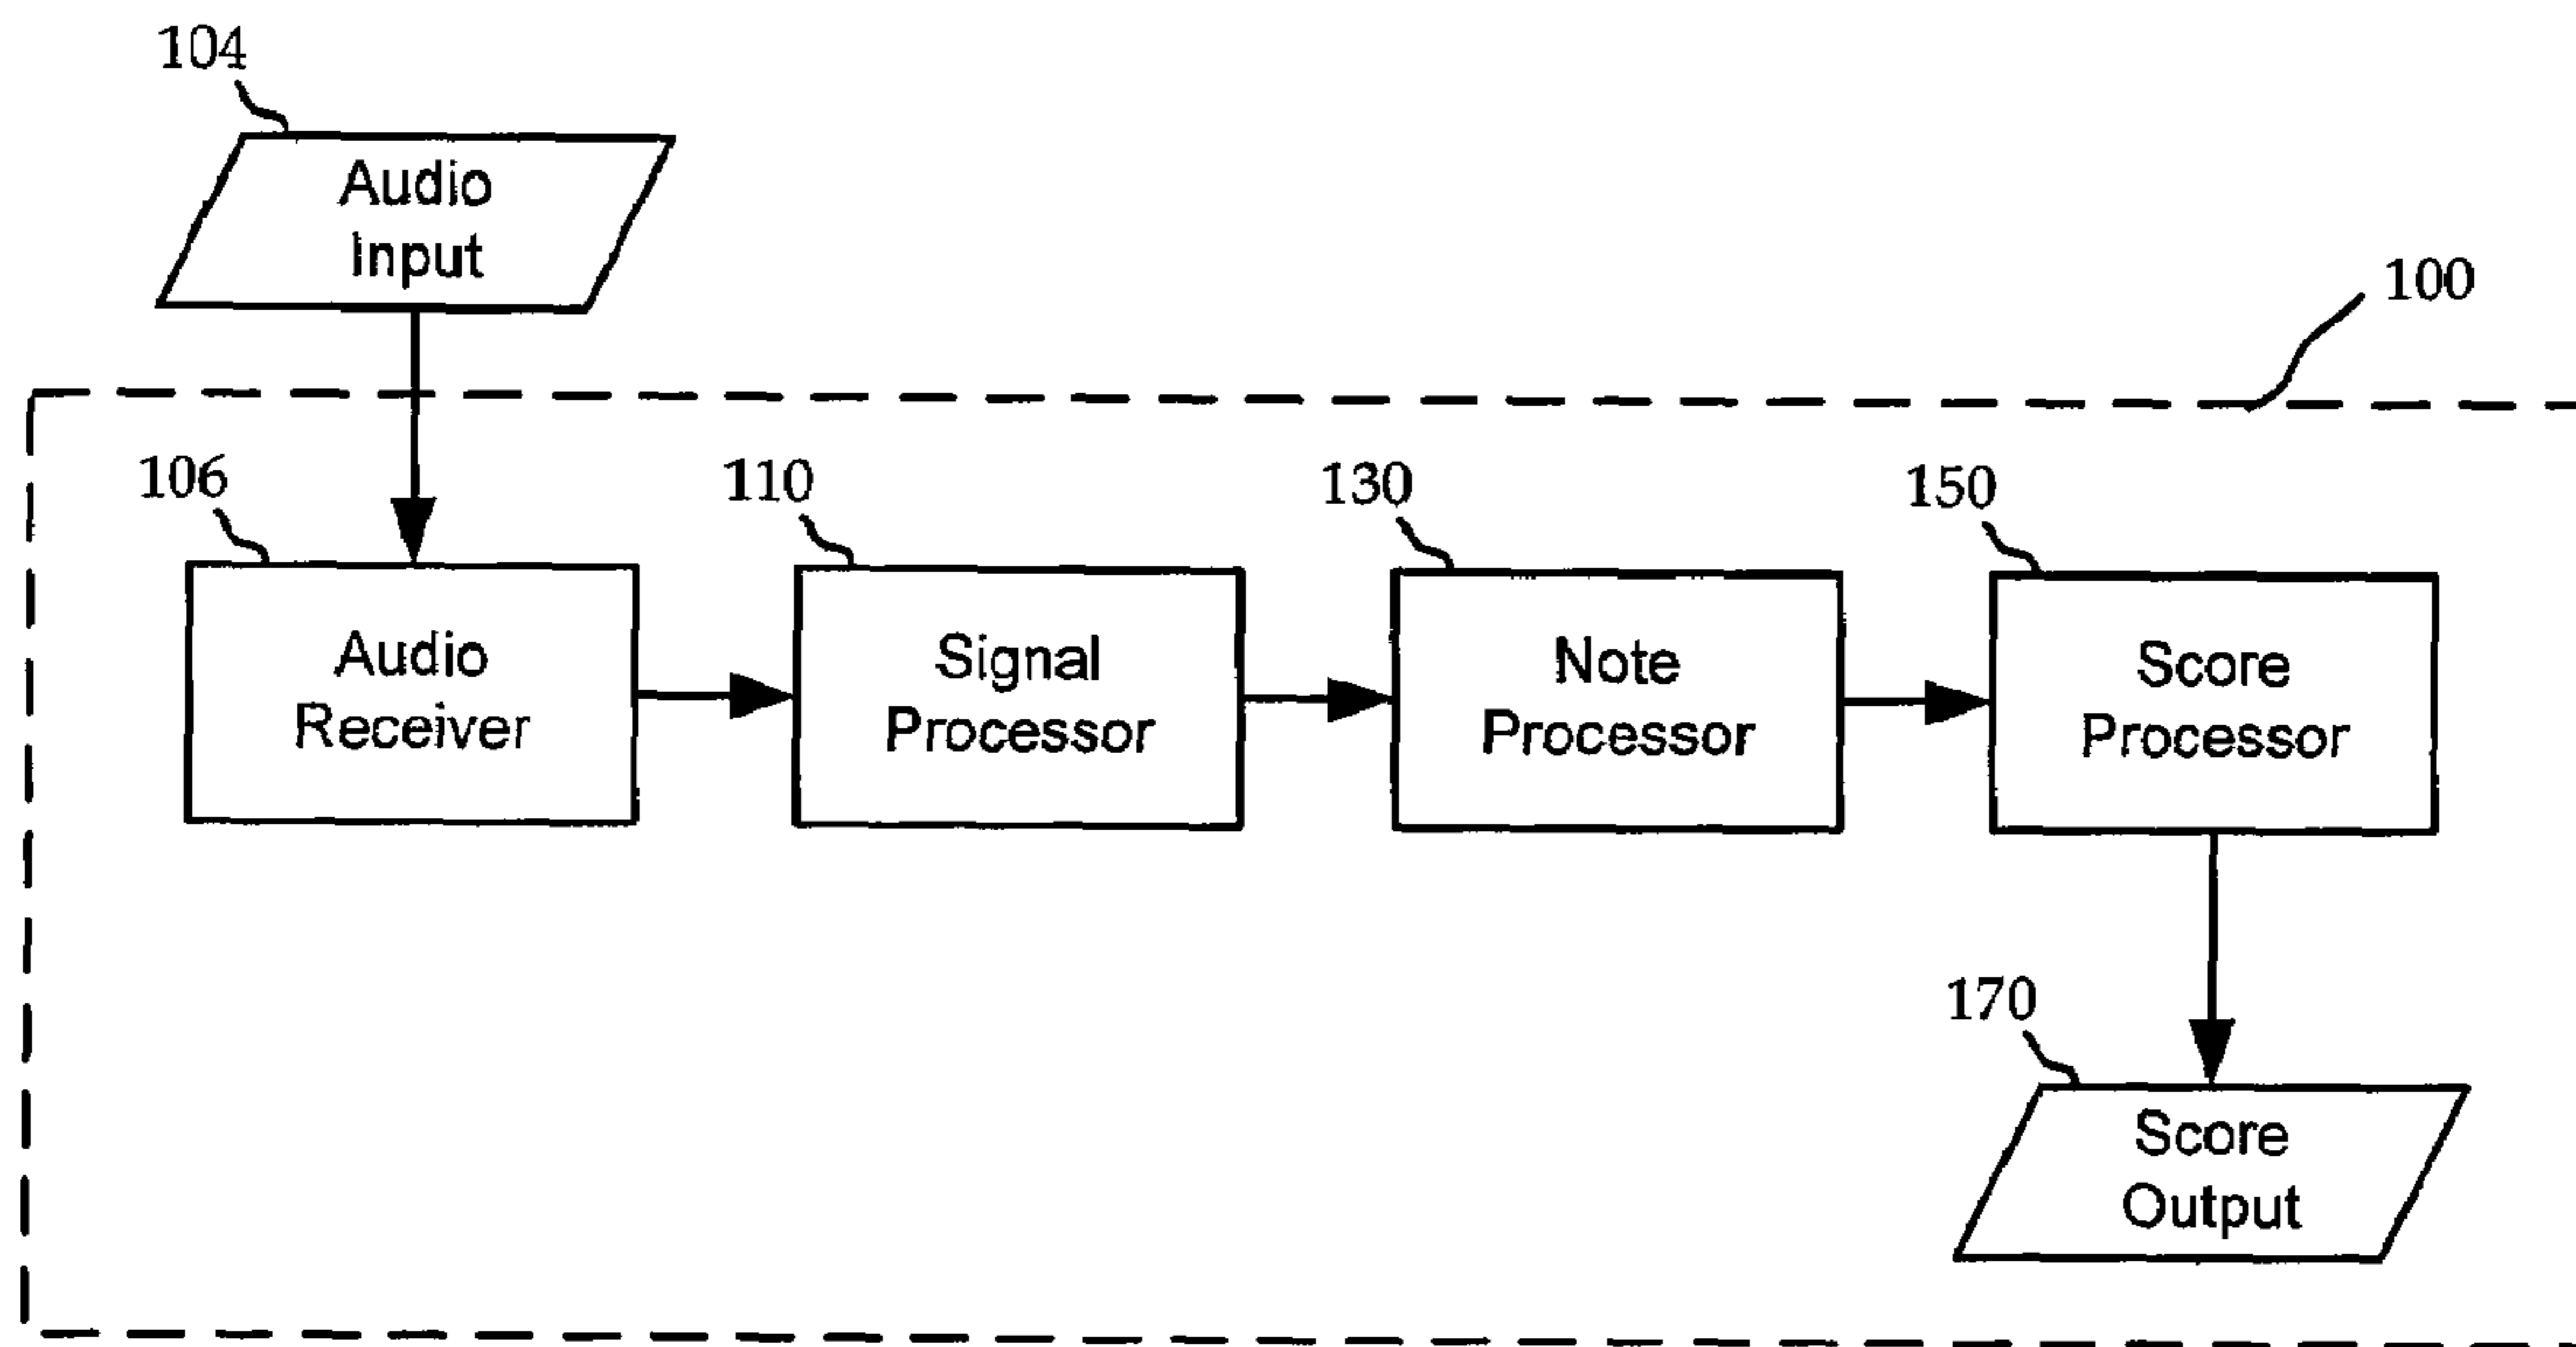 104
Audio
Input
100
106
110
130
150
Audio
Receiver
Signal
Processor
Note
Processor
Score
Processor
170
Score
Output